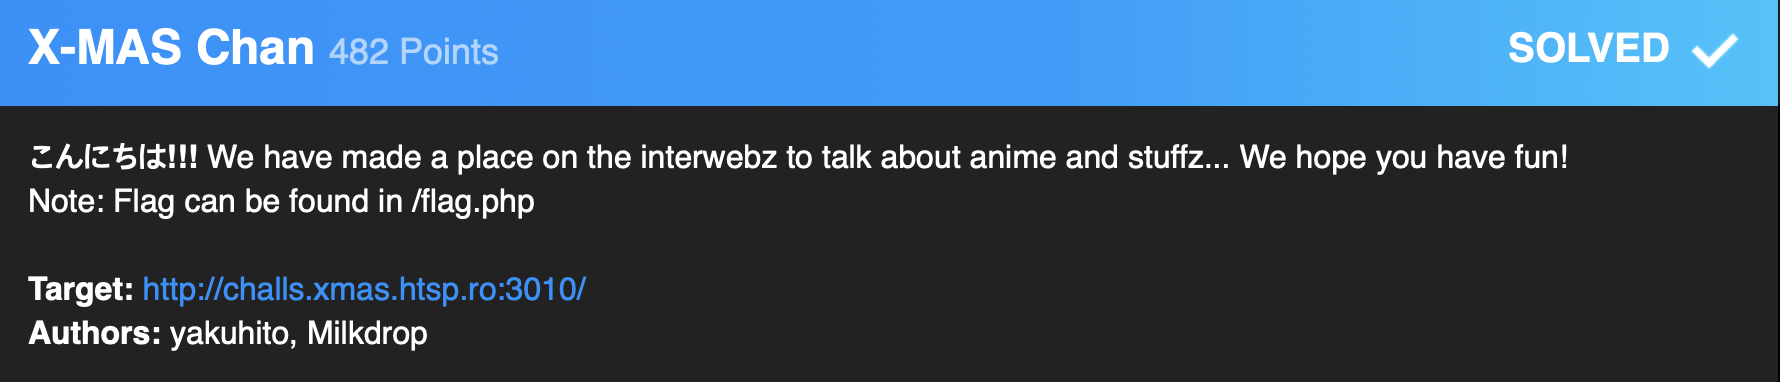 X-MAS Chan 482 Points SOLVED
こんにちは!!! We have made a place on the interwebz to talk about anime and stuffz... We hope you have fun!
Note: Flag can be found in /flag.php
Target: http://challs.xmas.htsp.ro:3010/
Authors: yakuhito, Milkdrop